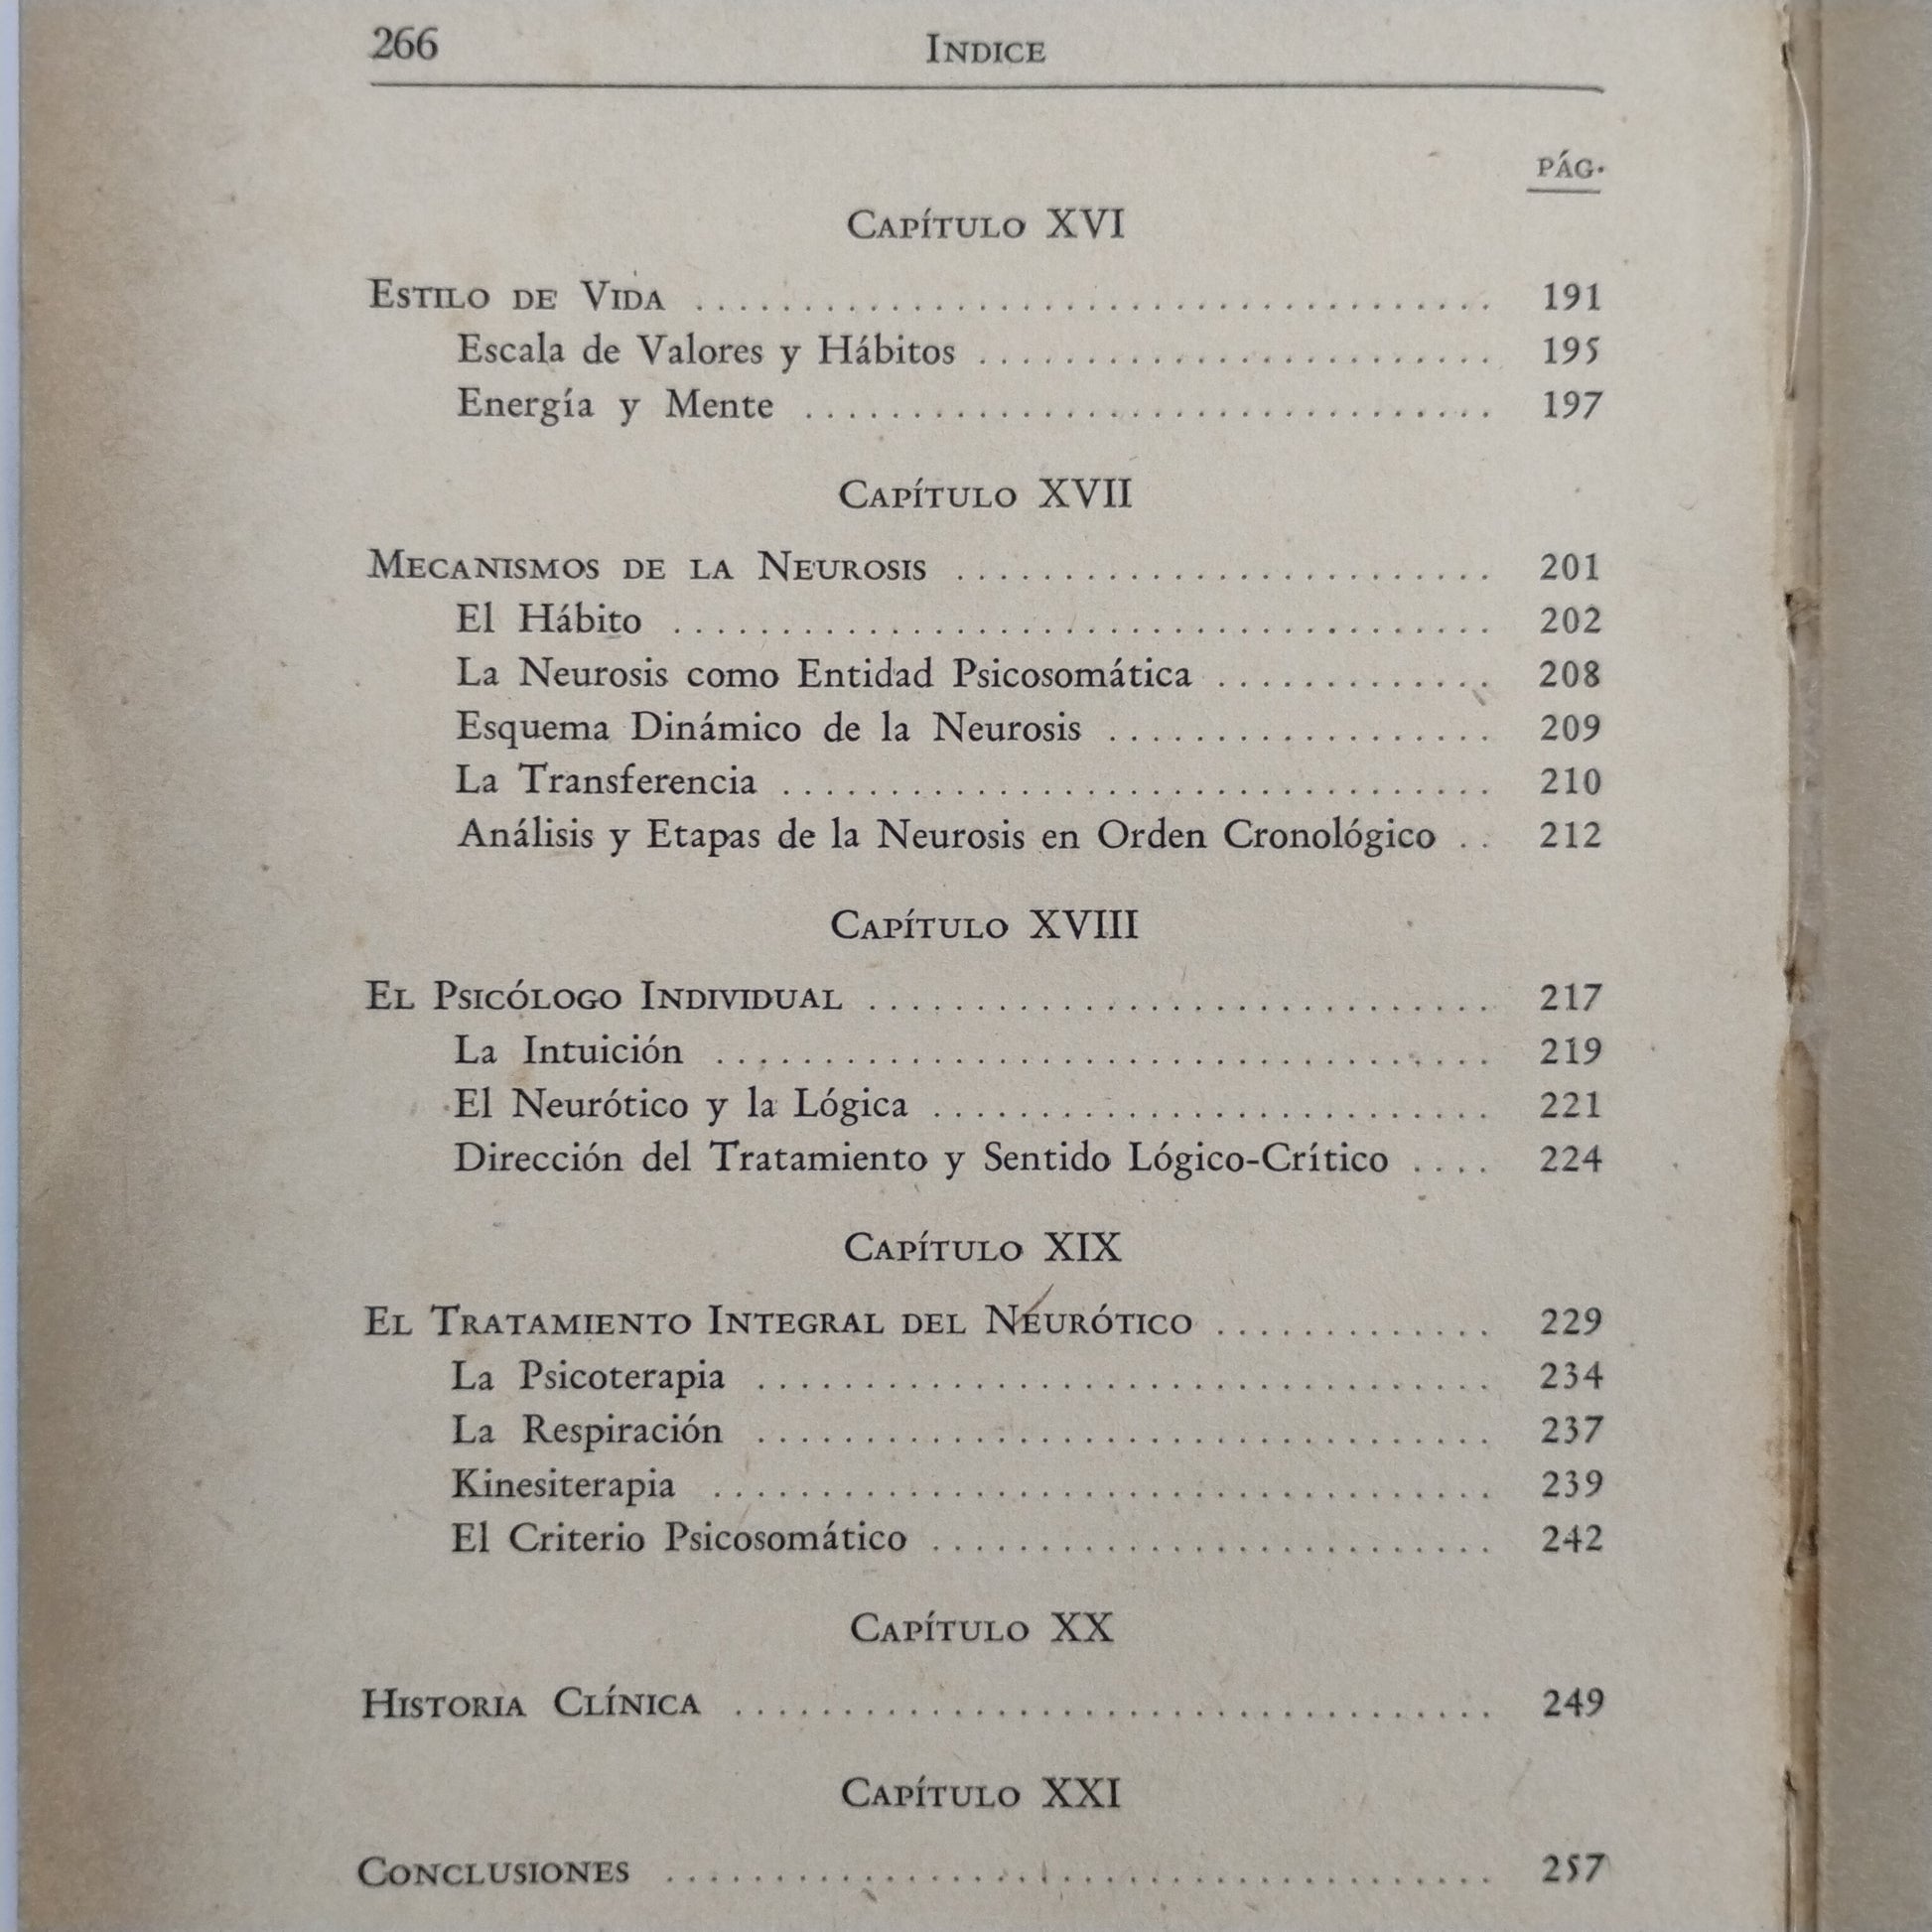 266 INDICE
PÁG.
CAPÍTULO XVI
ESTILO DE VIDA ..................................... 191
Escala de Valores y Hábitos ........................ 195
Energía y Mente ................................ 197
CAPÍTULO XVII
MECANISMOS DE LA NEUROSIS ......................... 201
El Hábito ...................................... 202
La Neurosis como Entidad Psicosomática ............. 208
Esquema Dinámico de la Neurosis .................. 209
La Transferencia ................................. 210
Análisis y Etapas de la Neurosis en Orden Cronológico .. 212
CAPÍTULO XVIII
EL PSICÓLOGO INDIVIDUAL ............................. 217
La Intuición .................................... 219
El Neurótico y la Lógica .......................... 221
Dirección del Tratamiento y Sentido Lógico-Crítico .... 224
CAPÍTULO XIX
EL TRATAMIENTO INTEGRAL DEL NEURÓTICO ............. 229
La Psicoterapia .................................. 234
La Respiración .................................. 237
Kinesiterapia .................................... 239
El Criterio Psicosomático .......................... 242
CAPÍTULO XX
HISTORIA CLÍNICA ................................... 249
CAPÍTULO XXI
CONCLUSIONES ...................................... 257